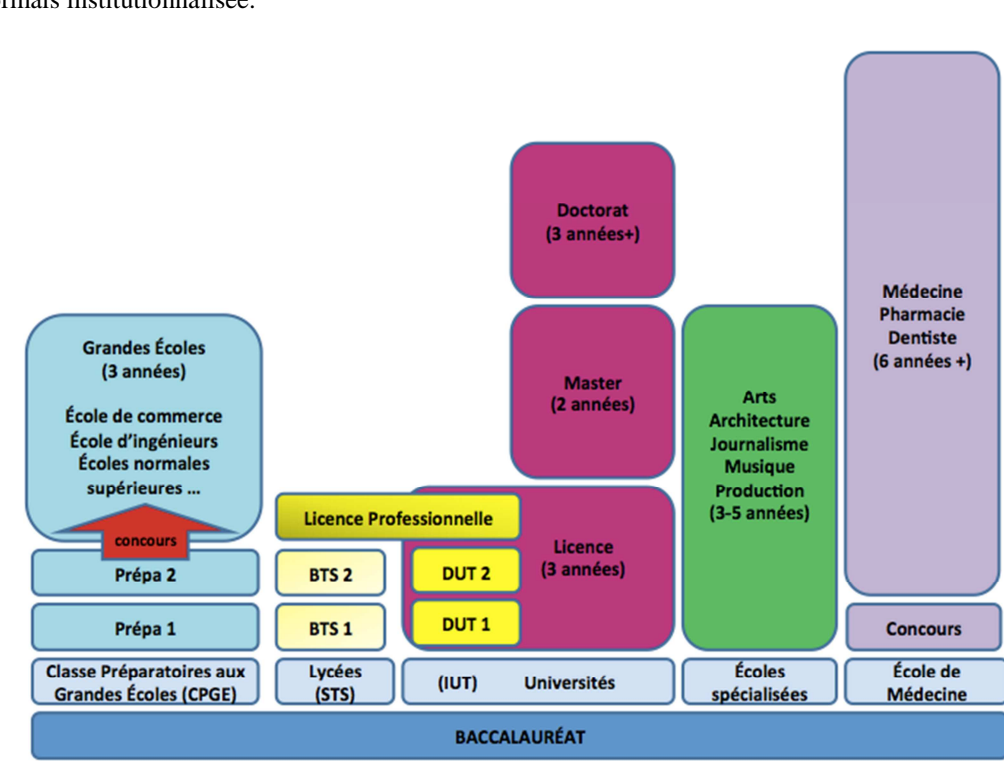 institutionnalisée.
Doctorat
(3 années+)
Médecine
Pharmacie
Dentiste
(6 années +)
Grandes Écoles
(3 années)
École de commerce
École d'ingénieurs
Écoles normales
supérieures ...
Master
(2 années)
Arts
Architecture
Journalisme
Musique
Production
(3-5 années)
Licence Professionnelle
Licence
(3 années)
concours
Prépa 2
BTS 2
DUT 2
Prépa 1
BTS 1
DUT 1
Concours
Classe Préparatoires aux
Grandes Écoles (CPGE)
Lycées
(STS)
(IUT) Universités
Écoles
spécialisées
École de
Médecine
BACCALAURÉAT